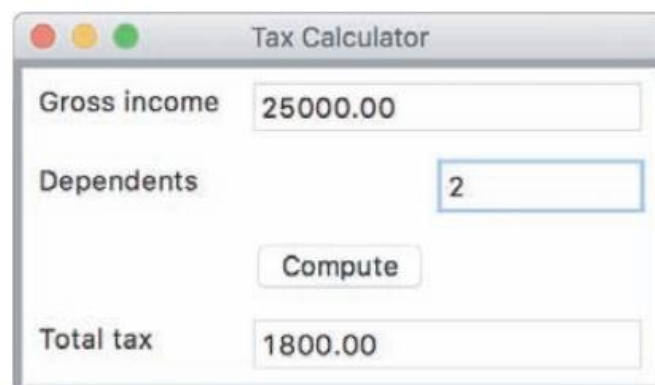 Tax Calculator
Gross income 25000.00
Dependents 2
Compute
Total tax 1800.00